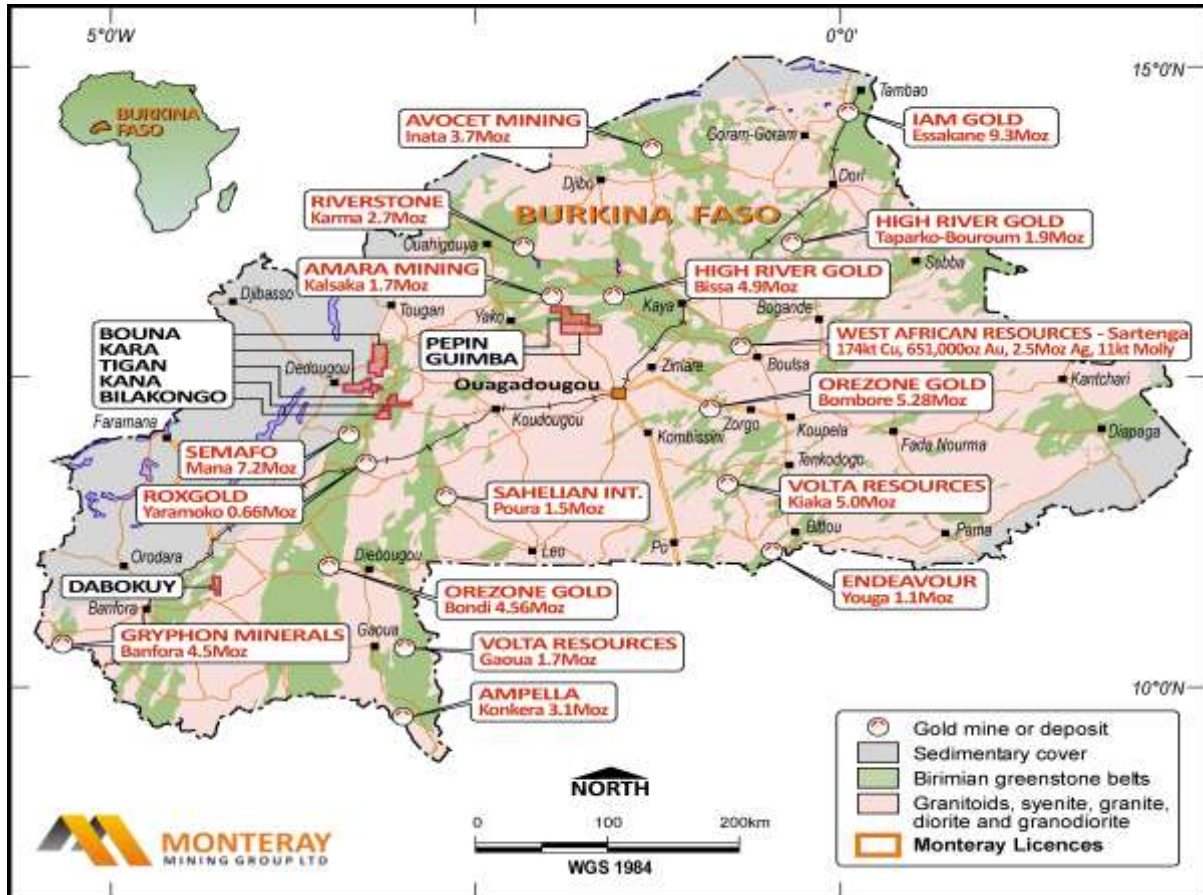 5°0'W
0°0'
15°0'N
BURKINA
FASO
Tambao
AVOCET MINING
Inata 3.7Moz
Goram-Goram
IAM GOLD
Essakane 9.3Moz
Djibo
Dori
RIVERSTONE
Karma 2.7Moz
BURKINA FASO
Ouahigouya
HIGH RIVER GOLD
Taparko-Bouroum 1.9Moz
Sebba
AMARA MINING
Kalsaka 1.7Moz
HIGH RIVER GOLD
Bissa 4.9Moz
Djibasso
Tougan
Yako
Kaya
Bogande
BOUNA
KARA
TIGAN
KANA
BILAKONGO
PEPIN
GUIMBA
WEST AFRICAN RESOURCES - Sartenga
174kt Cu, 651,000oz Au, 2.5Moz Ag, 11kt Molly
Dedougou
Ouagadougou
Ziniare
Boulsa
Kantchari
OREZONE GOLD
Bombore 5.28Moz
Faramana
Koudougou
Kombissini
Zorgo
Koupela
Fada Nourma
Diapaga
SEMAFO
Mana 7.2Moz
Tenkodogo
ROXGOLD
Yaramoko 0.66Moz
SAHELIAN INT.
Poura 1.5Moz
VOLTA RESOURCES
Kiaka 5.0Moz
Bittou
Pama
Orodara
Leo
Po
Diebougou
DABOKUY
OREZONE GOLD
Bondi 4.56Moz
ENDEAVOUR
Youga 1.1Moz
Banfora
Gaoua
GRYPHON MINERALS
Banfora 4.5Moz
VOLTA RESOURCES
Gaoua 1.7Moz
AMPELLA
Konkera 3.1Moz
10°0'N
Gold mine or deposit
Sedimentary cover
Birimian greenstone belts
Granitoids, syenite, granite,
diorite and granodiorite
Monteray Licences
NORTH
0 100 200km
WGS 1984
MONTERAY
MINING GROUP LTD